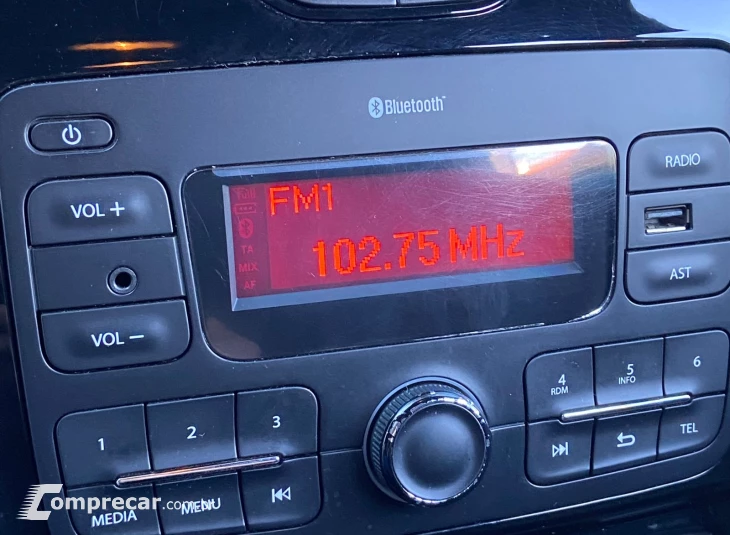 Bluetooth
RADIO
VOL +
FM1
102.75 MHz
TA
MIX
AF
AST
VOL −
1
2
3
4
RDM
5
INFO
6
TEL
MEDIA
MENU
Comprecar.com.br